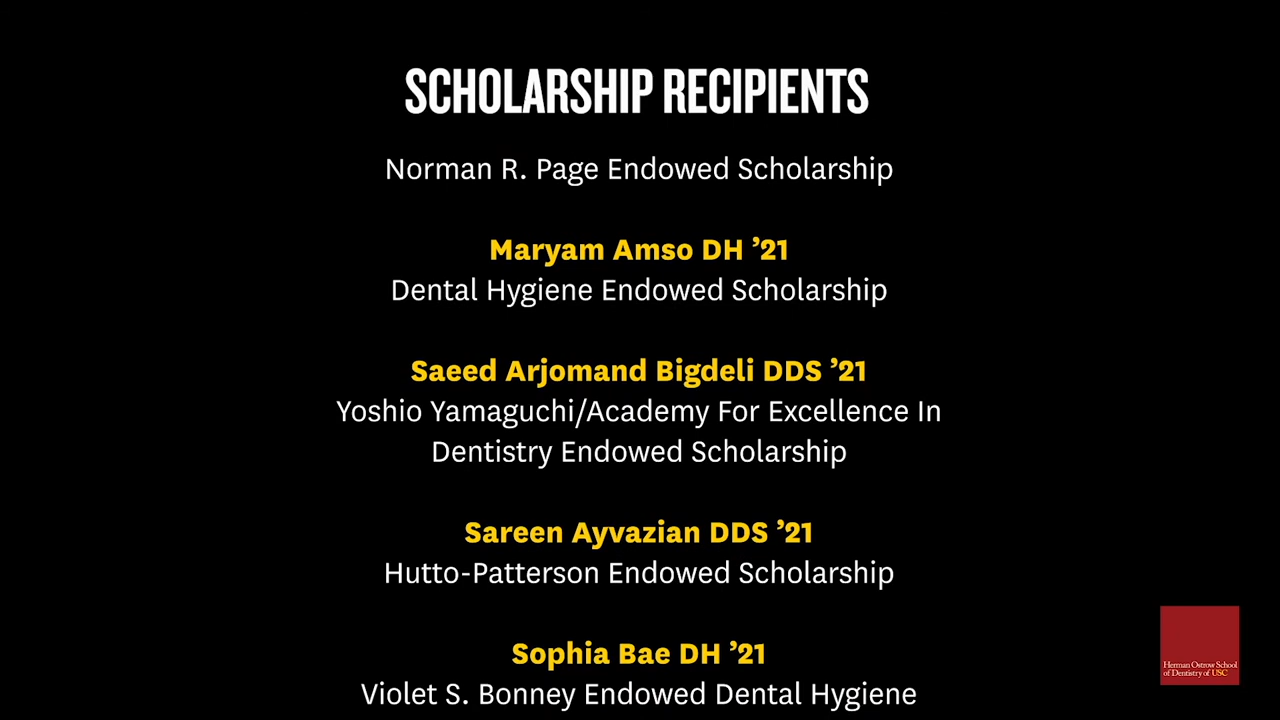 SCHOLARSHIP RECIPIENTS
Norman R. Page Endowed Scholarship
Maryam Amso DH ’21
Dental Hygiene Endowed Scholarship
Saeed Arjomand Bigdeli DDS ’21
Yoshio Yamaguchi/Academy For Excellence In
Dentistry Endowed Scholarship
Sareen Ayvazian DDS ’21
Hutto-Patterson Endowed Scholarship
Sophia Bae DH ’21
Violet S. Bonney Endowed Dental Hygiene
Herman Ostrow School
of Dentistry of USC